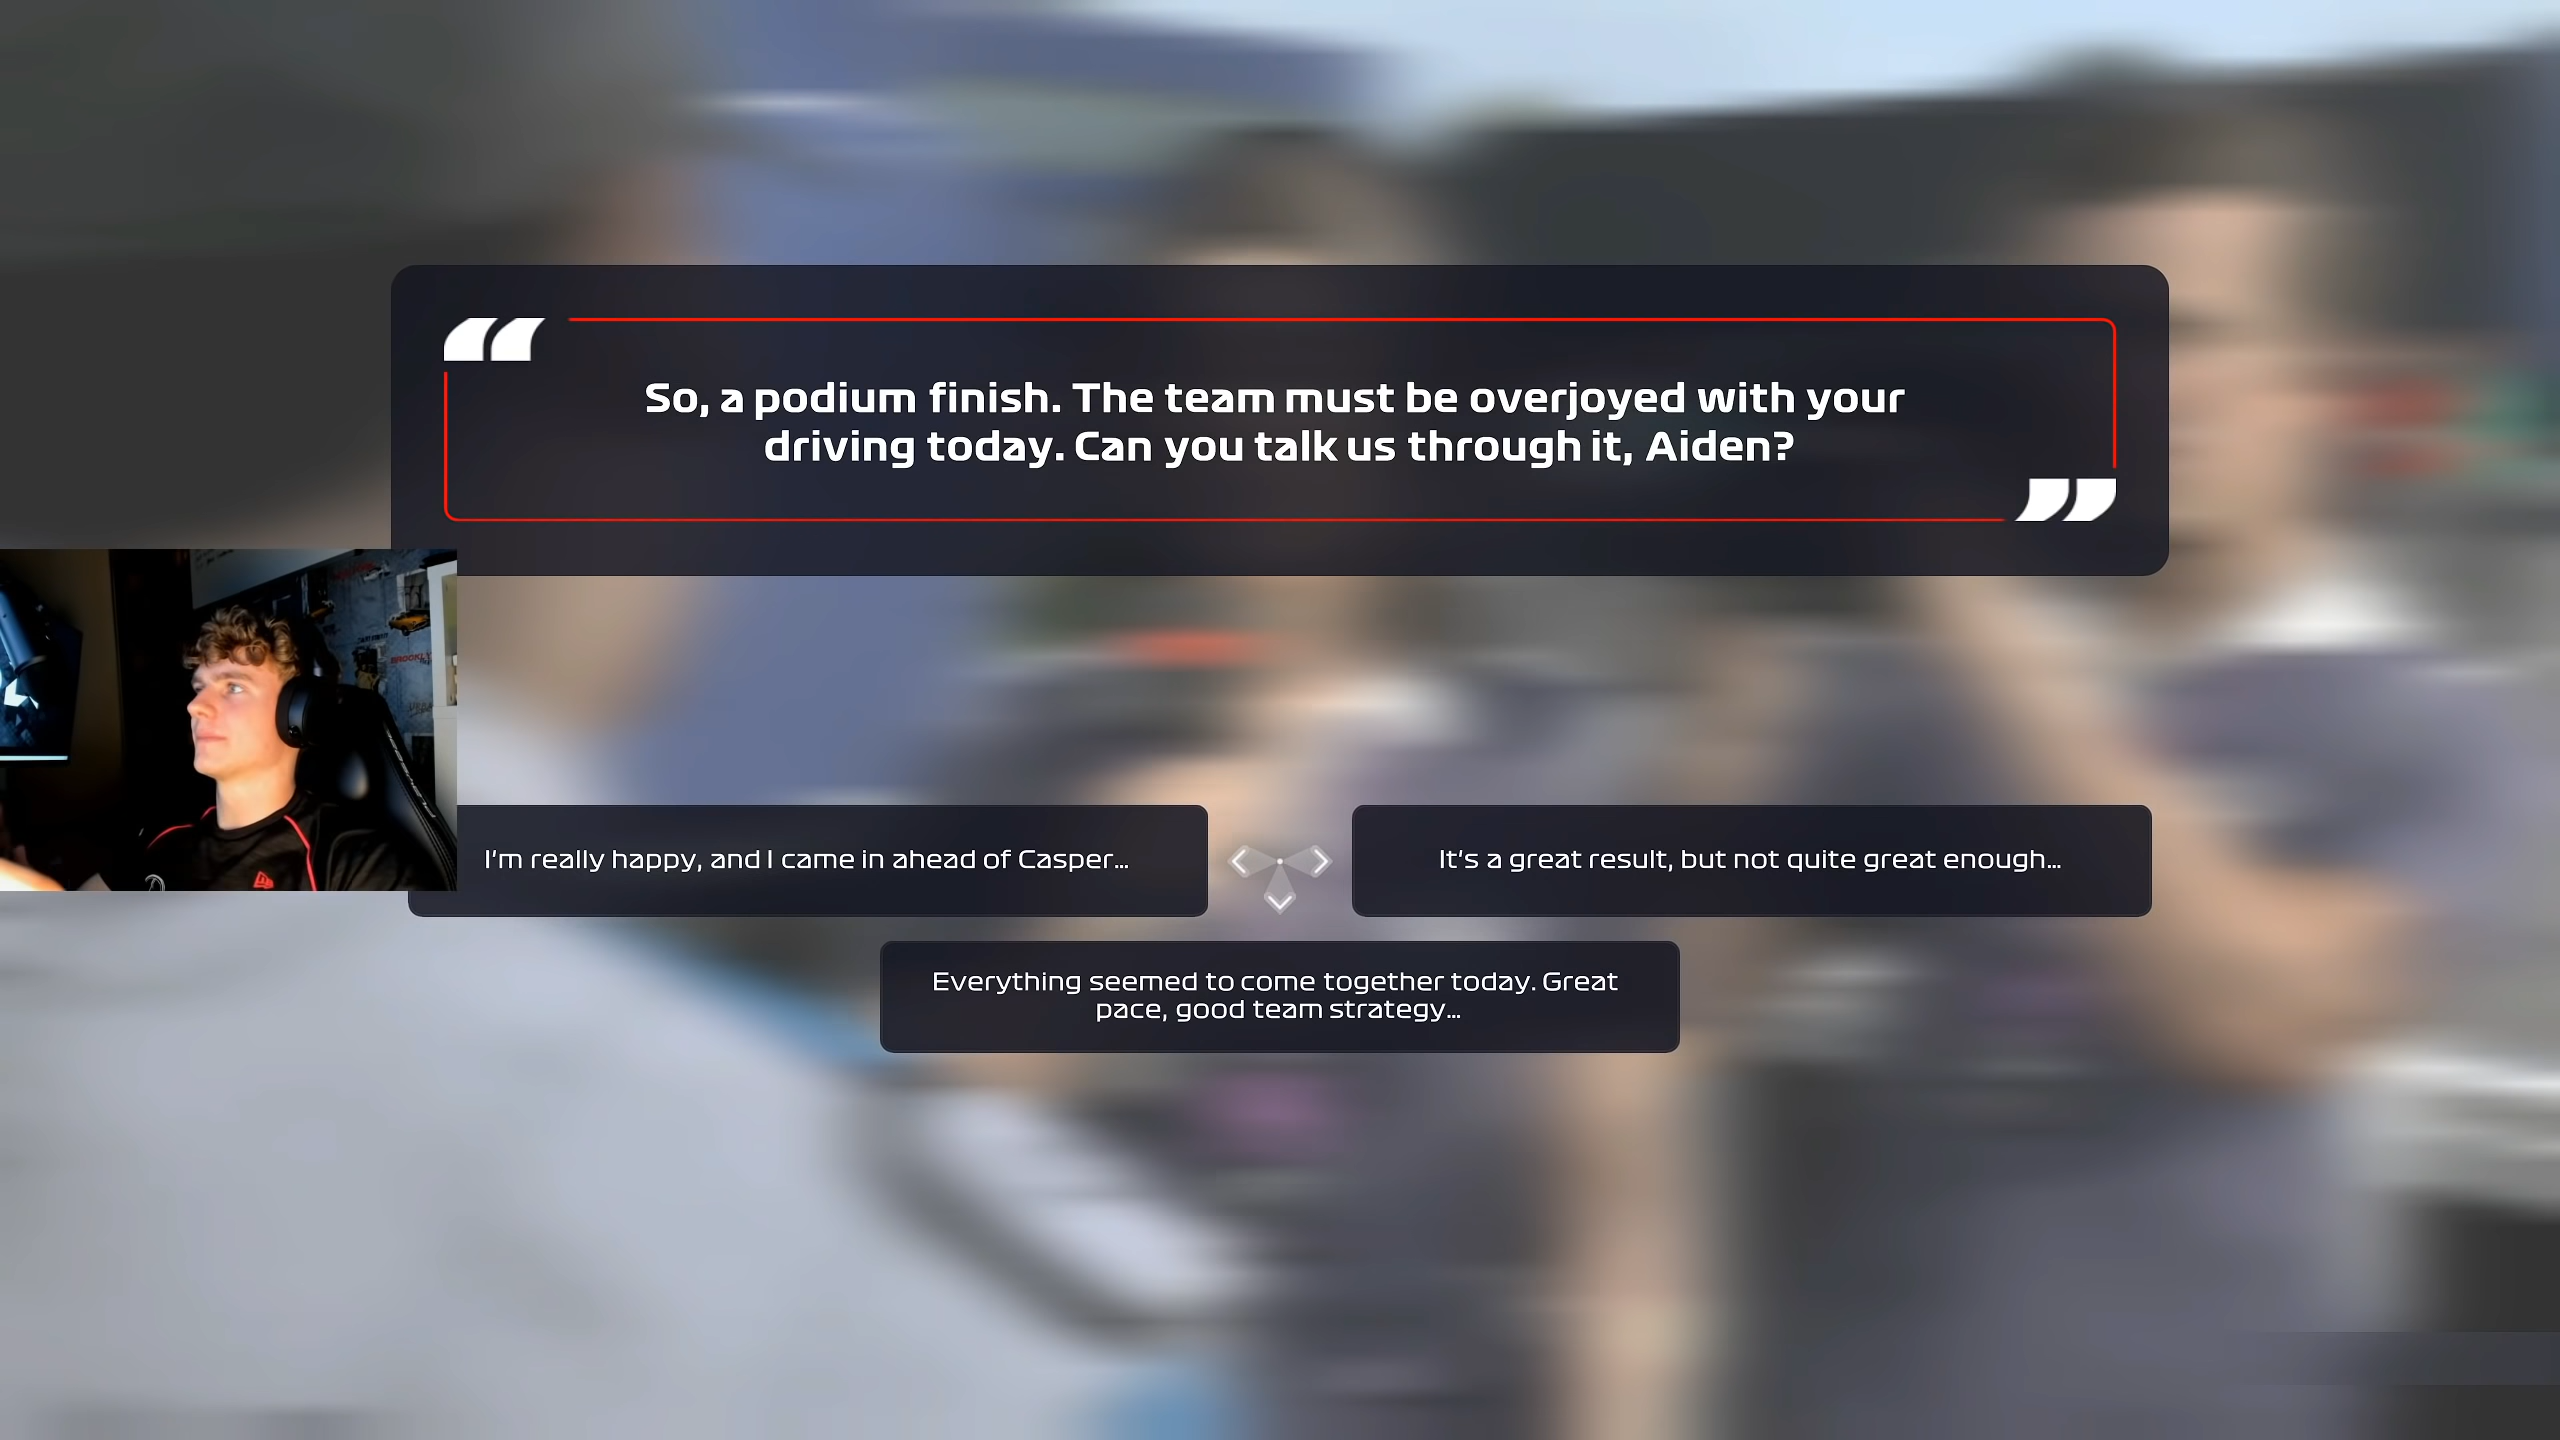 So, a podium finish. The team must be overjoyed with your
driving today. Can you talk us through it, Aiden?
I'm really happy, and I came in ahead of Casper...
It's a great result, but not quite great enough...
Everything seemed to come together today. Great
pace, good team strategy...